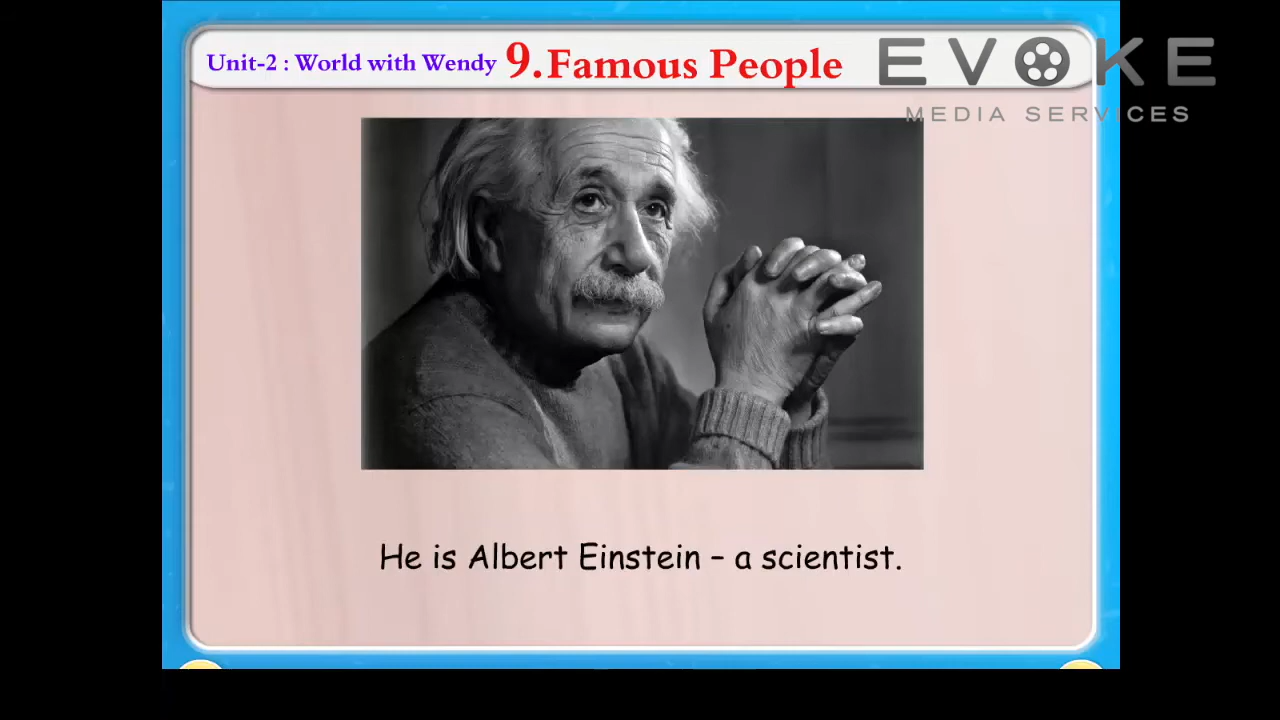 Unit-2 : World with Wendy 9. Famous People
EVOKE
MEDIA SERVICES
He is Albert Einstein – a scientist.